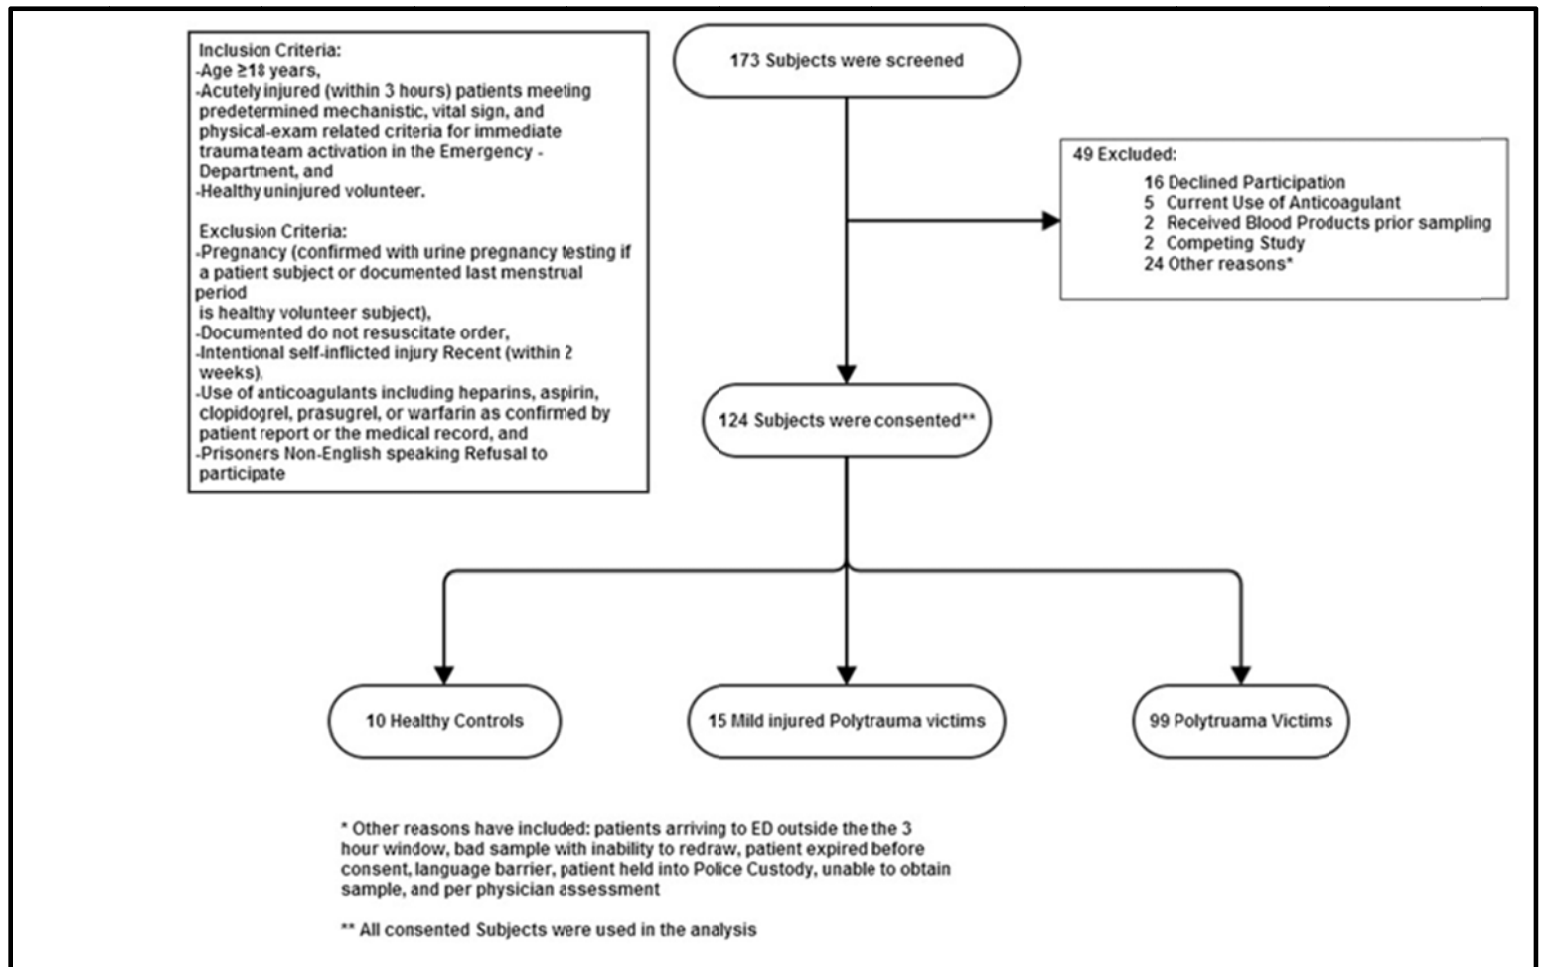 Inclusion Criteria:
-Age ≥18 years,
-Acutely injured (within 3 hours) patients meeting
predetermined mechanistic, vital sign, and
physical-exam related criteria for immediate
trauma team activation in the Emergency -
Department, and
-Healthy uninjured volunteer.
Exclusion Criteria:
-Pregnancy (confirmed with urine pregnancy testing if
a patient subject or documented last menstrual
period
is healthy volunteer subject),
-Documented do not resuscitate order,
-Intentional self-inflicted injury Recent (within 2
weeks)
-Use of anticoagulants including heparins, aspirin,
clopidogrel, prasugrel, or warfarin as confirmed by
patient report or the medical record, and
-Prisoners Non-English speaking Refusal to
participate
173 Subjects were screened
49 Excluded:
16 Declined Participation
5 Current Use of Anticoagulant
2 Received Blood Products prior sampling
2 Competing Study
24 Other reasons*
124 Subjects were consented**
10 Healthy Controls
15 Mild injured Polytrauma victims
99 Polytruama Victims
* Other reasons have included: patients arriving to ED outside the the 3
hour window, bad sample with inability to redraw, patient expired before
consent, language barrier, patient held into Police Custody, unable to obtain
sample, and per physician assessment
** All consented Subjects were used in the analysis